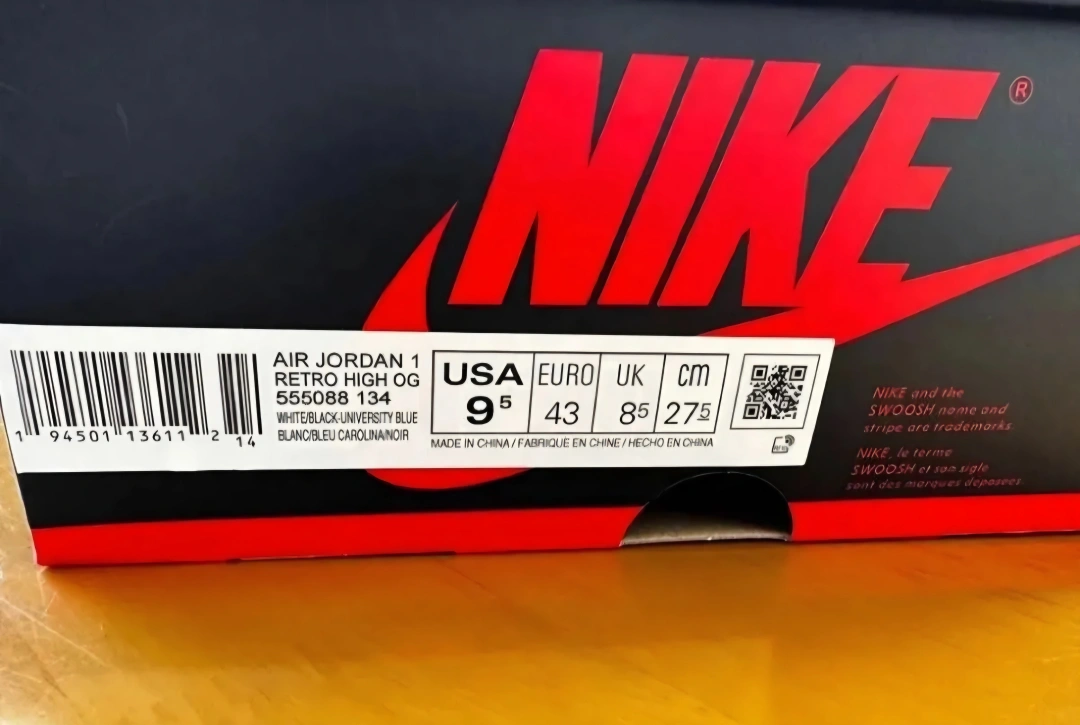 NIKE
®
AIR JORDAN 1
RETRO HIGH OG
555088 134
WHITE/BLACK-UNIVERSITY BLUE
BLANC/BLEU CAROLINA/NOIR
1 94501 13611 2 14
USA EURO UK cm
9⁵ 43 8⁵ 27⁵
MADE IN CHINA / FABRIQUÉ EN CHINE / HECHO EN CHINA
NIKE and the
SWOOSH name and
stripe are trademarks.
NIKE, le terme
SWOOSH et son sigle
sont des marques deposees.